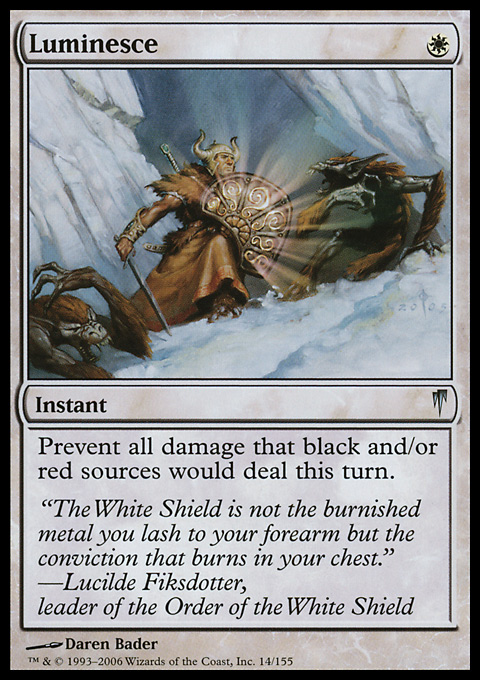 Luminesce
2005
Instant
Prevent all damage that black and/or
red sources would deal this turn.
“The White Shield is not the burnished
metal you lash to your forearm but the
conviction that burns in your chest.”
—Lucilde Fiksdotter,
leader of the Order of the White Shield
Daren Bader
™ & © 1993–2006 Wizards of the Coast, Inc. 14/155